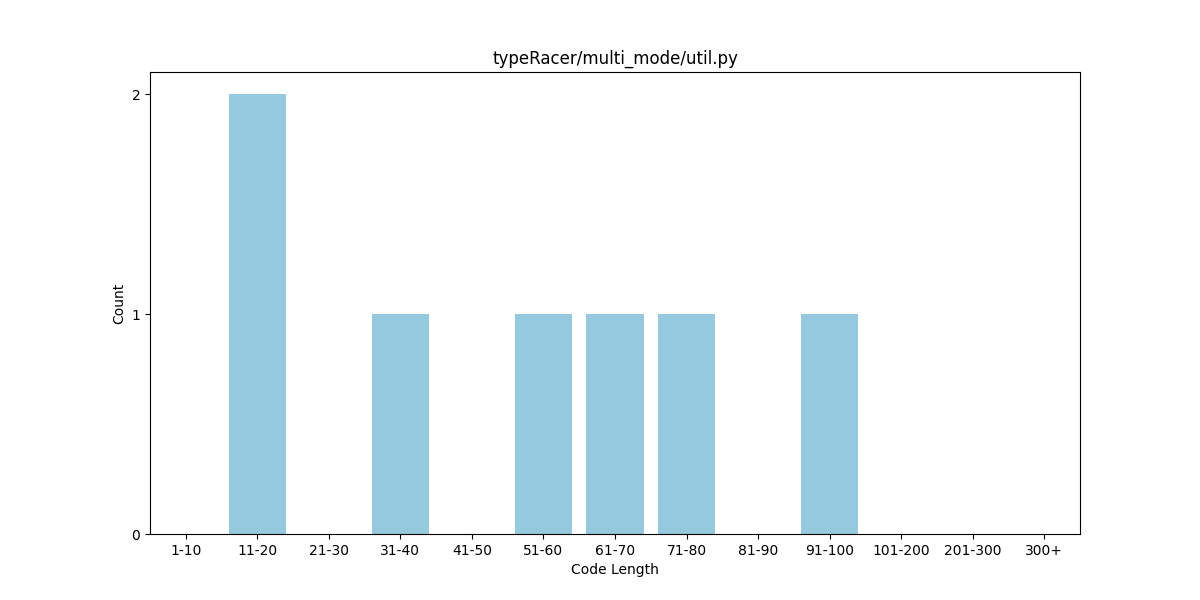 typeRacer/multi_mode/util.py
2
1
0
Count
1-10 11-20 21-30 31-40 41-50 51-60 61-70 71-80 81-90 91-100 101-200 201-300 300+
Code Length